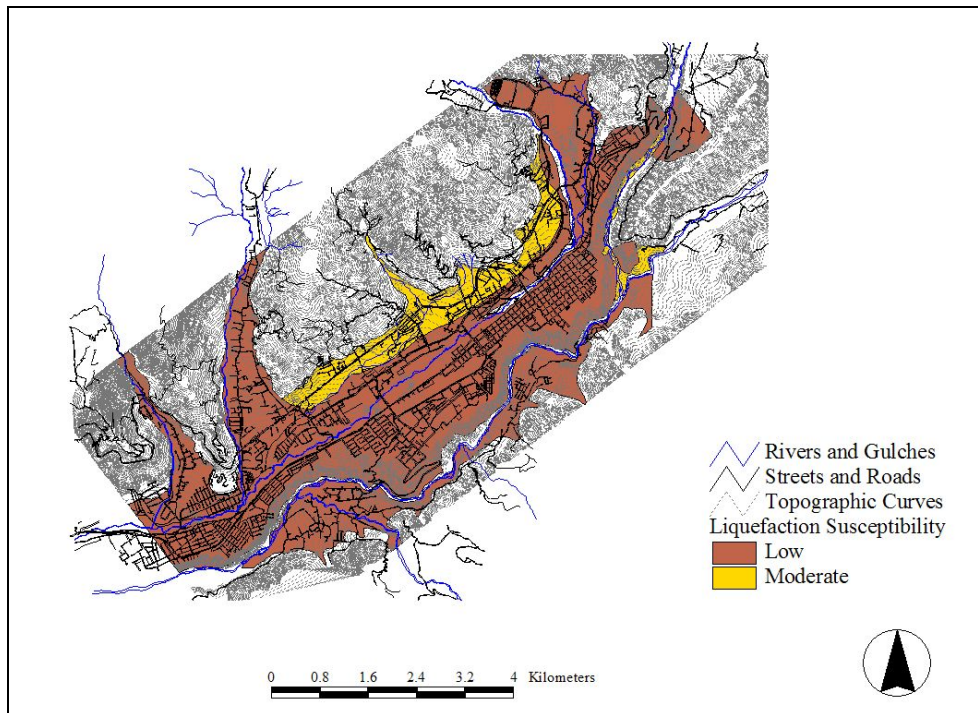 Rivers and Gulches
Streets and Roads
Topographic Curves
Liquefaction Susceptibility
Low
Moderate
0 0.8 1.6 2.4 3.2 4 Kilometers